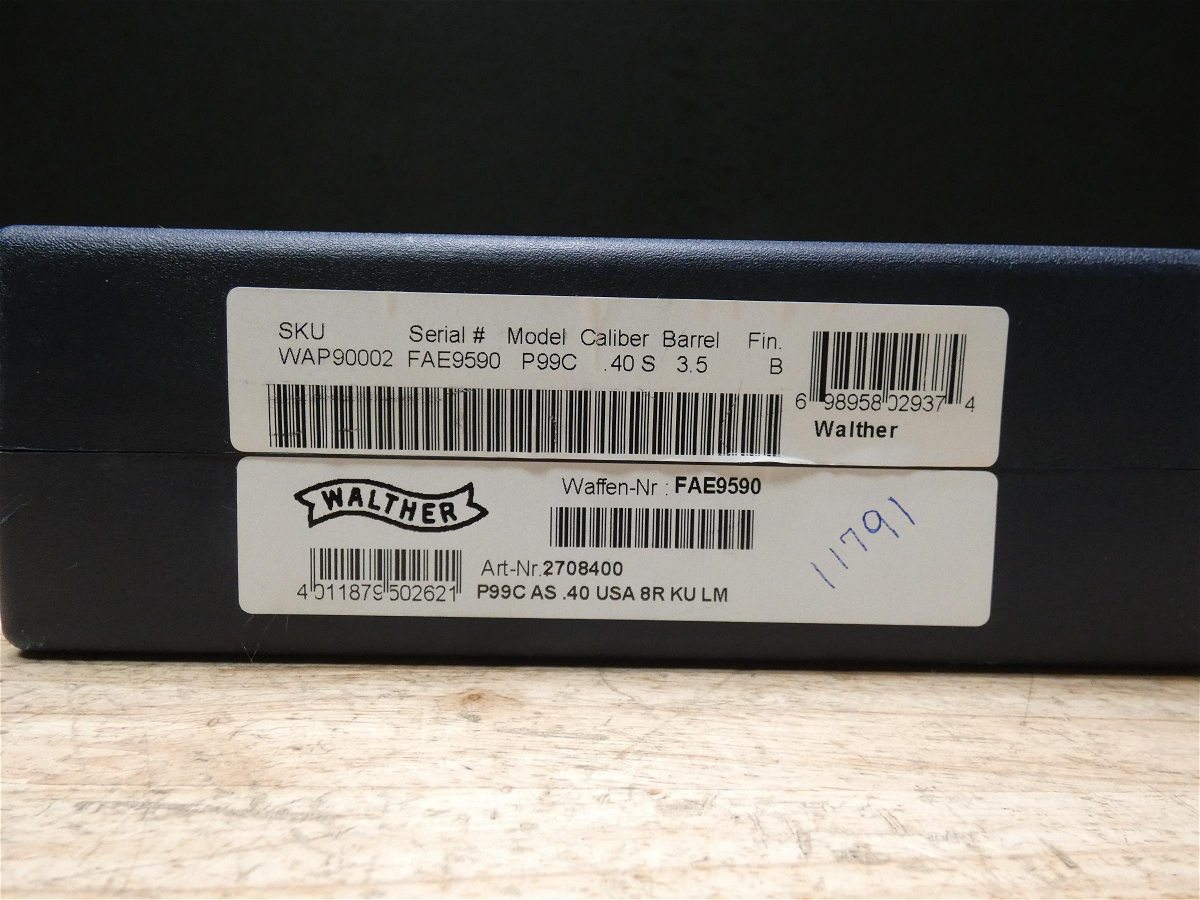 SKU Serial # Model Caliber Barrel Fin.
WAP90002 FAE9590 P99C .40 S 3.5 B
6 98958 02937 4
Walther
WALTHER
Waffen-Nr : FAE9590
11791
4 011879 502621
Art-Nr.2708400
P99C AS .40 USA 8R KU LM